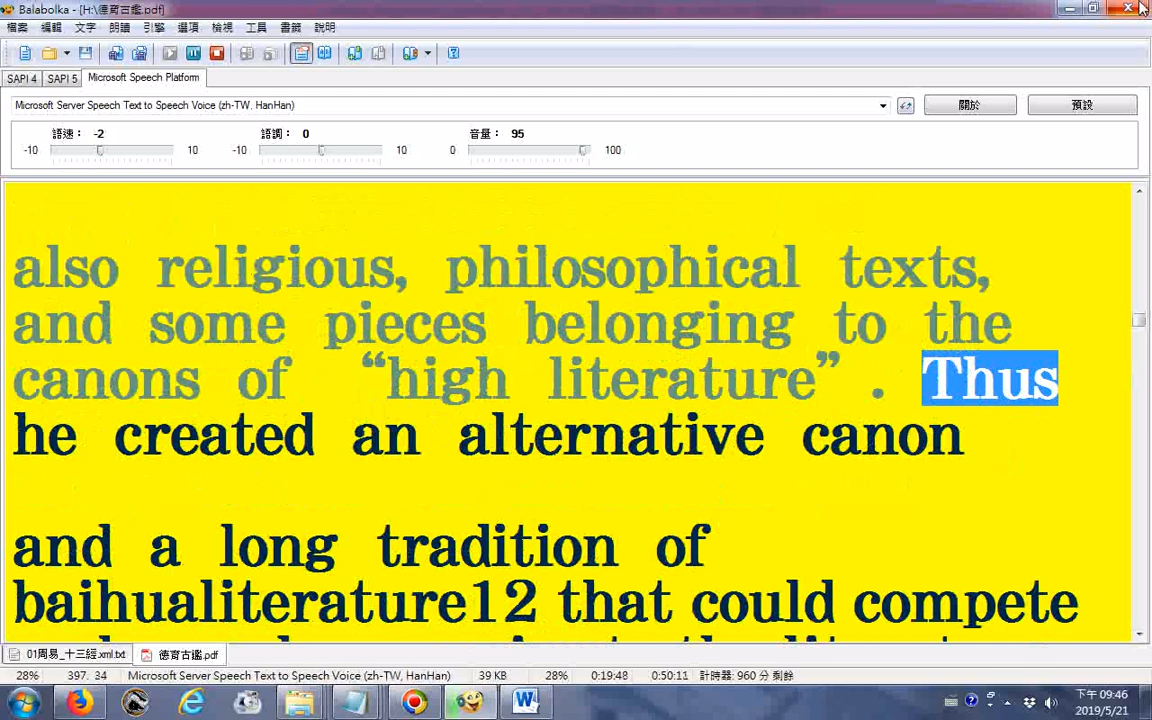 Balabolka - [H:\德育古鑑.pdf]
檔案 編輯 文字 朗讀 引擎 選項 檢視 工具 書籤 說明
SAPI 4 SAPI 5 Microsoft Speech Platform
Microsoft Server Speech Text to Speech Voice (zh-TW, HanHan) 關於 預設
語速： -2 語調： 0 音量： 95
-10 10 -10 10 0 100
also religious, philosophical texts,
and some pieces belonging to the
canons of “high literature”. Thus
he created an alternative canon
and a long tradition of
baihualiterature12 that could compete
01周易_十三經.xml.txt 德育古鑑.pdf
28% 397: 34 Microsoft Server Speech Text to Speech Voice (zh-TW, HanHan) 39 KB 28% 0:19:48 0:50:11 計時器: 960 分 剩餘
下午 09:46
2019/5/21